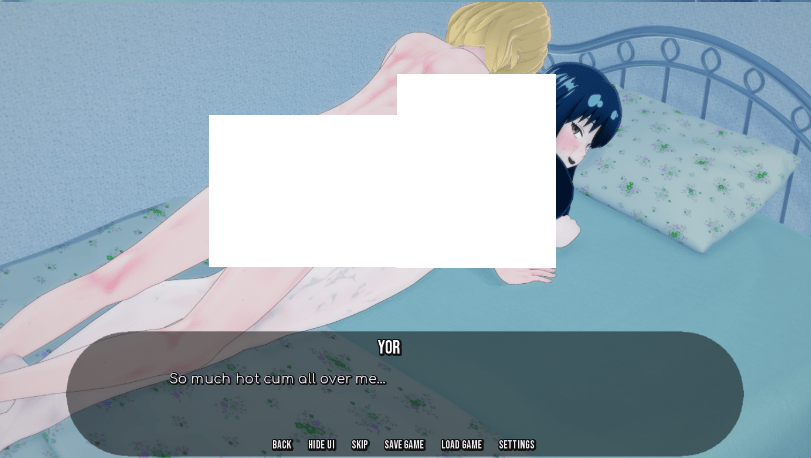 YOR
So much hot cum all over me...
BACK HIDE UI SKIP SAVE GAME LOAD GAME SETTINGS